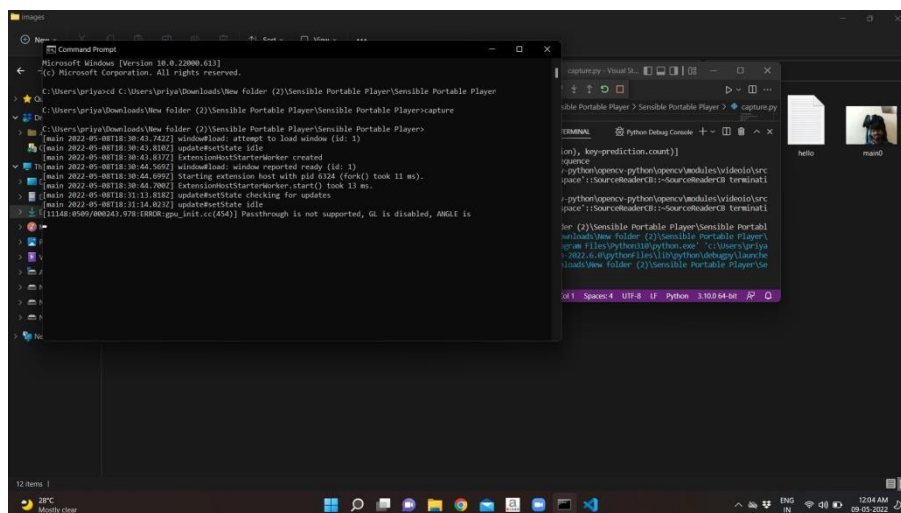 images
New
Sort
View
Command Prompt
Microsoft Windows [Version 10.0.22000.613]
(c) Microsoft Corporation. All rights reserved.
C:\Users\priya>cd C:\Users\priya\Downloads\New folder (2)\Sensible Portable Player\Sensible Portable Player
C:\Users\priya\Downloads\New folder (2)\Sensible Portable Player\Sensible Portable Player>capture
C:\Users\priya\Downloads\New folder (2)\Sensible Portable Player\Sensible Portable Player>
[main 2022-05-08T18:30:43.742Z] window#load: attempt to load window (id: 1)
[main 2022-05-08T18:30:43.810Z] update#setState idle
[main 2022-05-08T18:30:43.837Z] ExtensionHostStarterWorker created
[main 2022-05-08T18:30:44.569Z] window#load: window reported ready (id: 1)
[main 2022-05-08T18:30:44.699Z] Starting extension host with pid 6324 (fork() took 11 ms).
[main 2022-05-08T18:30:44.700Z] ExtensionHostStarterWorker.start() took 13 ms.
[main 2022-05-08T18:31:13.818Z] update#setState checking for updates
[main 2022-05-08T18:31:14.023Z] update#setState idle
[11148:0509/000243.978:ERROR:gpu_init.cc(454)] Passthrough is not supported, GL is disabled, ANGLE is
capture.py - Visual St...
sible Portable Player > Sensible Portable Player > capture.py
TERMINAL
Python Debug Console
ion), key=prediction.count)]
equence
v-python\opencv-python\opencv\modules\videoio\src
space'::SourceReaderCB::~SourceReaderCB terminati
v-python\opencv-python\opencv\modules\videoio\src
space'::SourceReaderCB::~SourceReaderCB terminati
der (2)\Sensible Portable Player\Sensible Portabl
ownloads\New folder (2)\Sensible Portable Player\
ogram Files\Python310\python.exe' 'c:\Users\priya
n-2022.6.0\pythonFiles\lib\python\debugpy\launche
nloads\New folder (2)\Sensible Portable Player\Se
Col 1 Spaces: 4 UTF-8 LF Python 3.10.0 64-bit
hello
main0
12 items
28°C
Mostly clear
ENG
IN
12:04 AM
09-05-2022